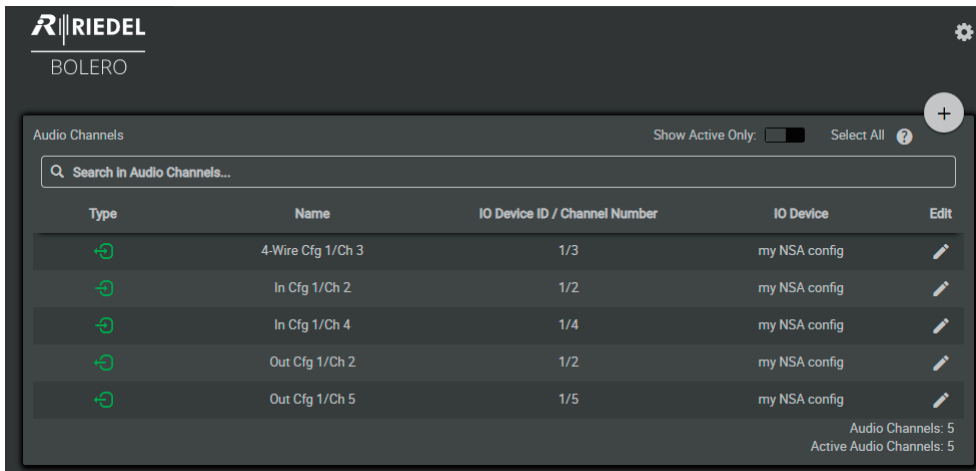 RIEDEL
BOLERO
+
Audio Channels Show Active Only: Select All ?
Search in Audio Channels...
Type Name IO Device ID / Channel Number IO Device Edit
4-Wire Cfg 1/Ch 3 1/3 my NSA config
In Cfg 1/Ch 2 1/2 my NSA config
In Cfg 1/Ch 4 1/4 my NSA config
Out Cfg 1/Ch 2 1/2 my NSA config
Out Cfg 1/Ch 5 1/5 my NSA config
Audio Channels: 5
Active Audio Channels: 5